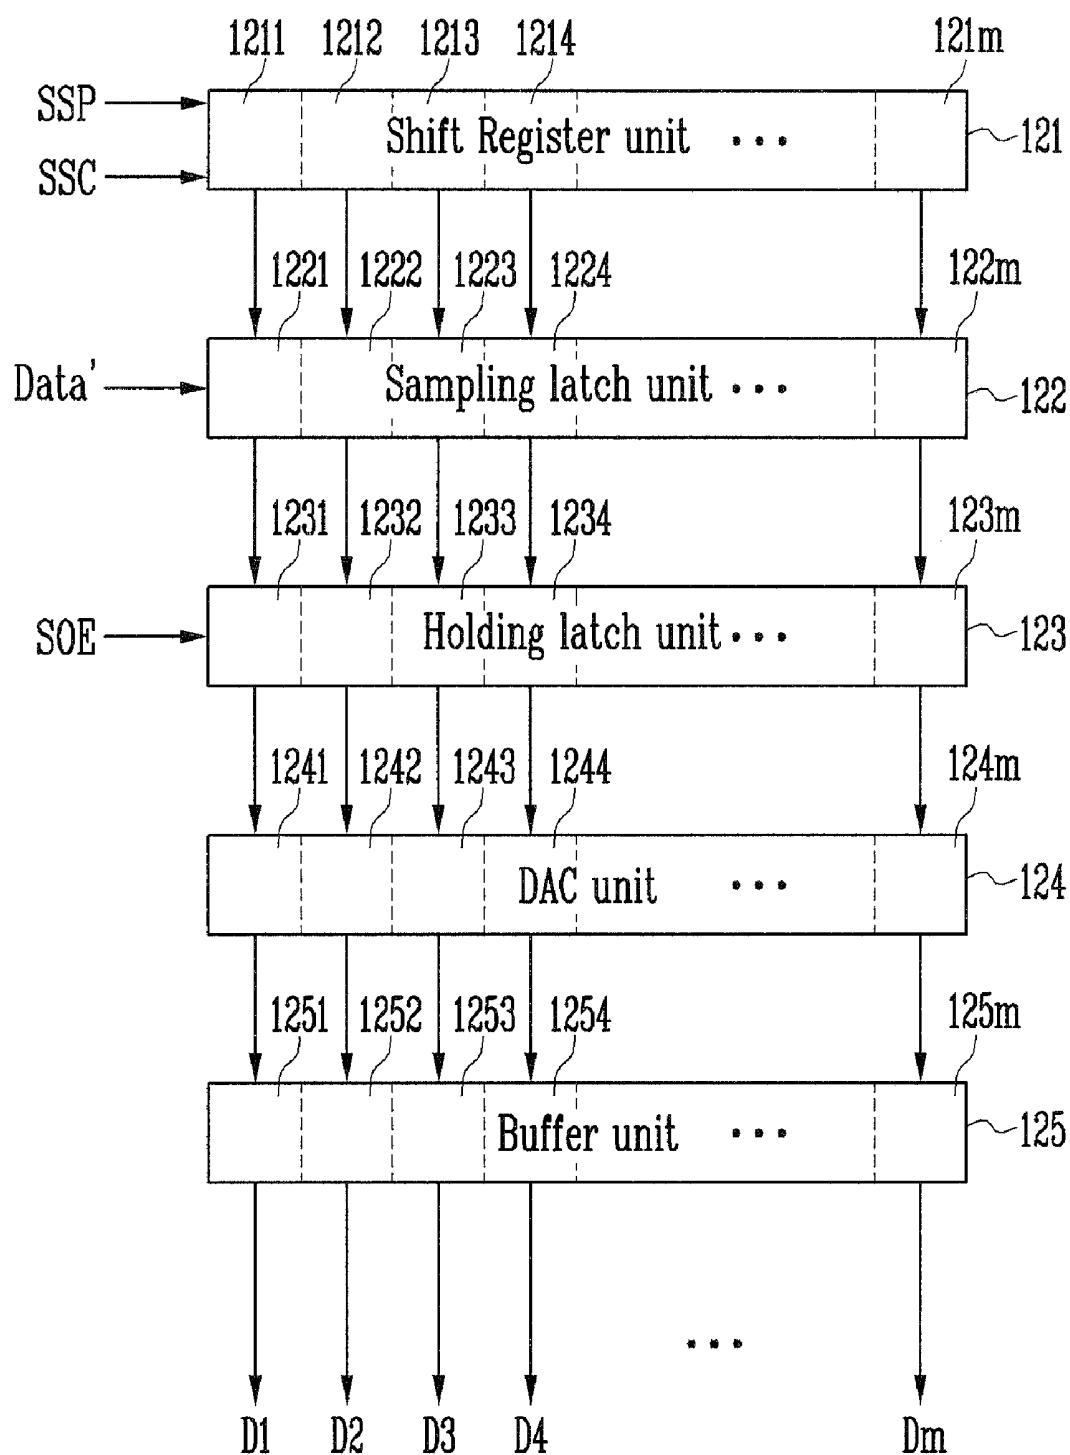 1211 1212 1213 1214 121m
SSP
Shift Register unit ••• 121
SSC
1221 1222 1223 1224 122m
Data' Sampling latch unit ••• 122
1231 1232 1233 1234 123m
SOE Holding latch unit ••• 123
1241 1242 1243 1244 124m
DAC unit ••• 124
1251 1252 1253 1254 125m
Buffer unit ••• 125
•••
D1 D2 D3 D4 Dm